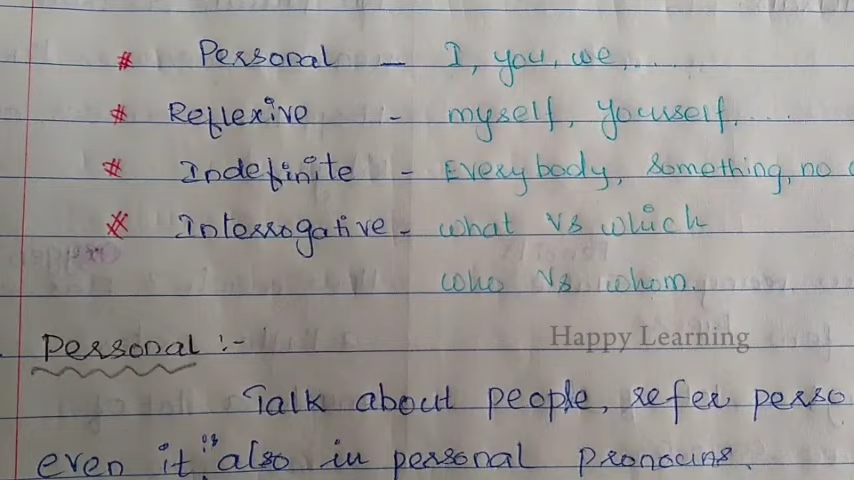 # Personal - I, you, we,....
# Reflexive - myself, yourself.....
# Indefinite - Everybody, something, no
# Interrogative - what Vs which
who Vs whom.
Personal :-
Happy Learning
Talk about people, refer perso
even it is also in personal pronouns.